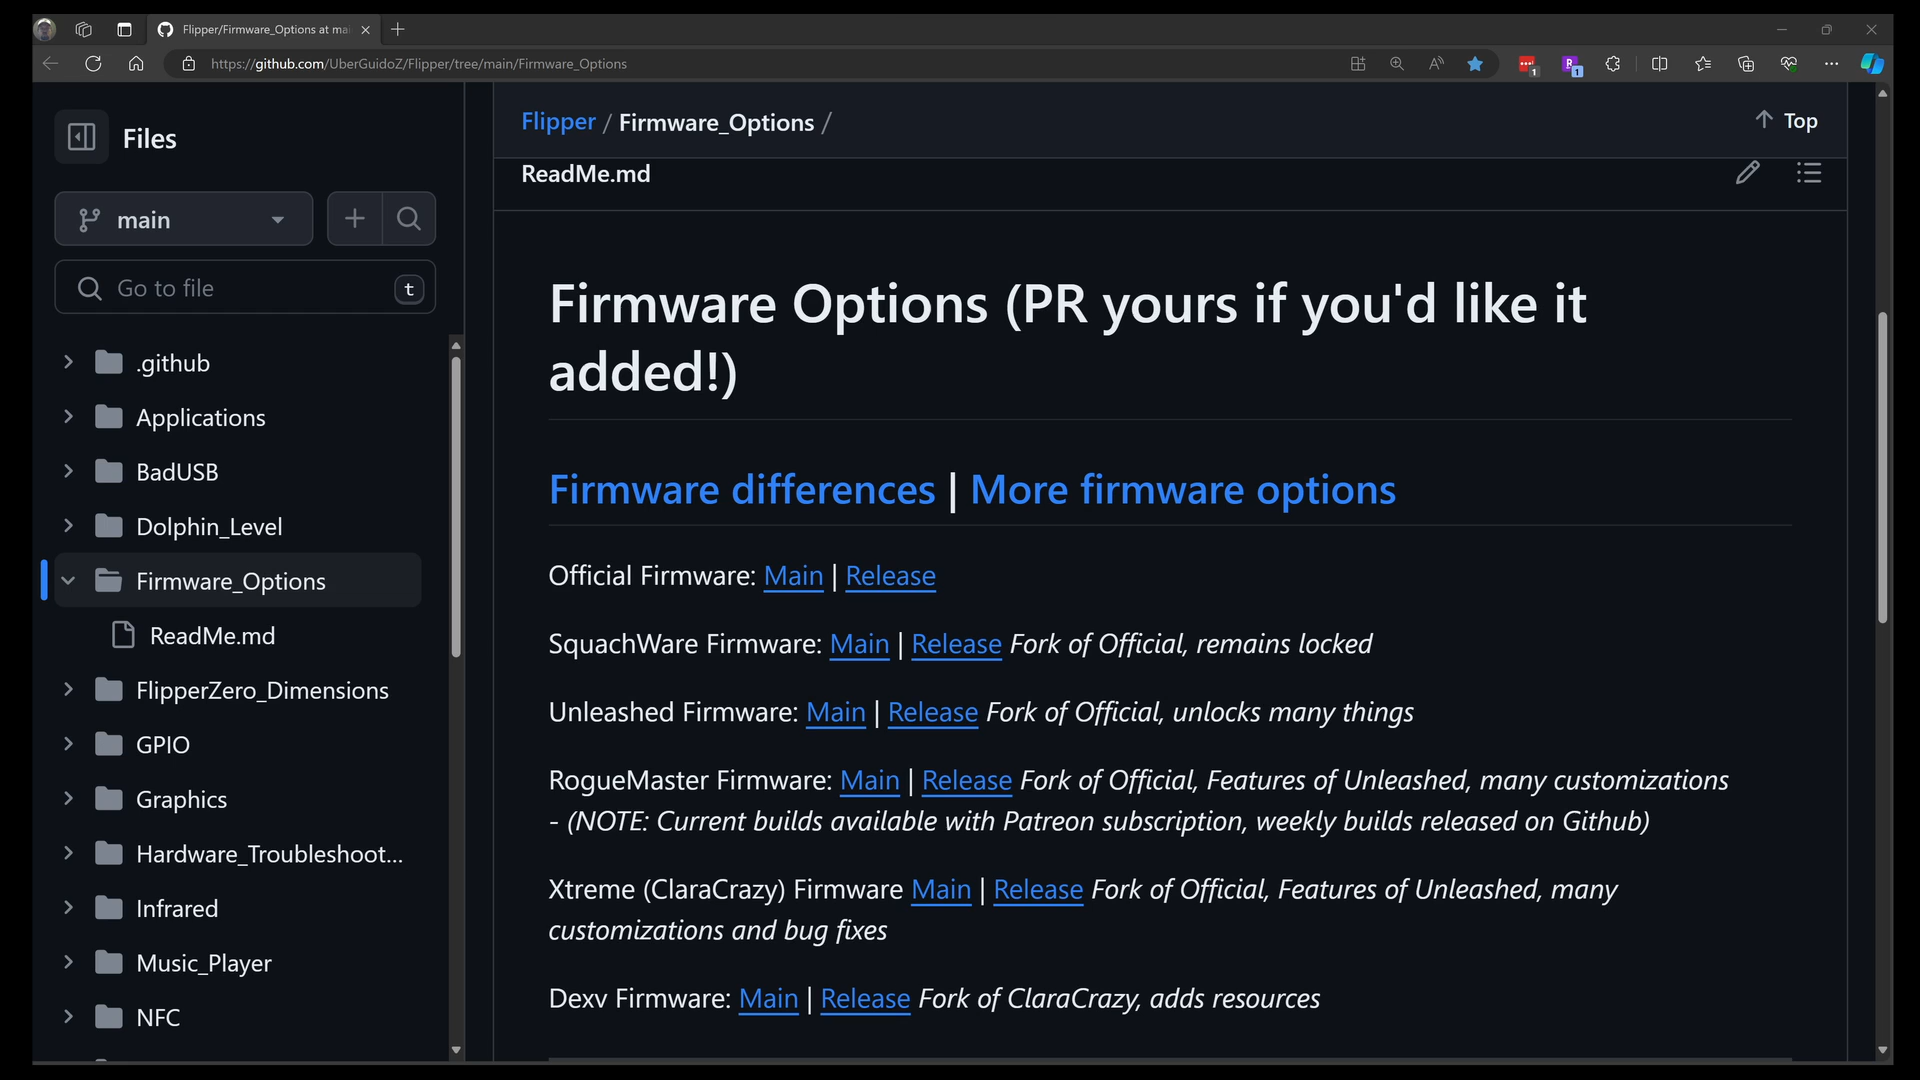 Flipper/Firmware_Options at mai
https://github.com/UberGuidoZ/Flipper/tree/main/Firmware_Options
1
R
1
Files
main
Go to file
t
.github
Applications
BadUSB
Dolphin_Level
Firmware_Options
ReadMe.md
FlipperZero_Dimensions
GPIO
Graphics
Hardware_Troubleshoot...
Infrared
Music_Player
NFC
Flipper / Firmware_Options /
Top
ReadMe.md
Firmware Options (PR yours if you'd like it
added!)
Firmware differences | More firmware options
Official Firmware: Main | Release
SquachWare Firmware: Main | Release Fork of Official, remains locked
Unleashed Firmware: Main | Release Fork of Official, unlocks many things
RogueMaster Firmware: Main | Release Fork of Official, Features of Unleashed, many customizations
- (NOTE: Current builds available with Patreon subscription, weekly builds released on Github)
Xtreme (ClaraCrazy) Firmware Main | Release Fork of Official, Features of Unleashed, many
customizations and bug fixes
Dexv Firmware: Main | Release Fork of ClaraCrazy, adds resources